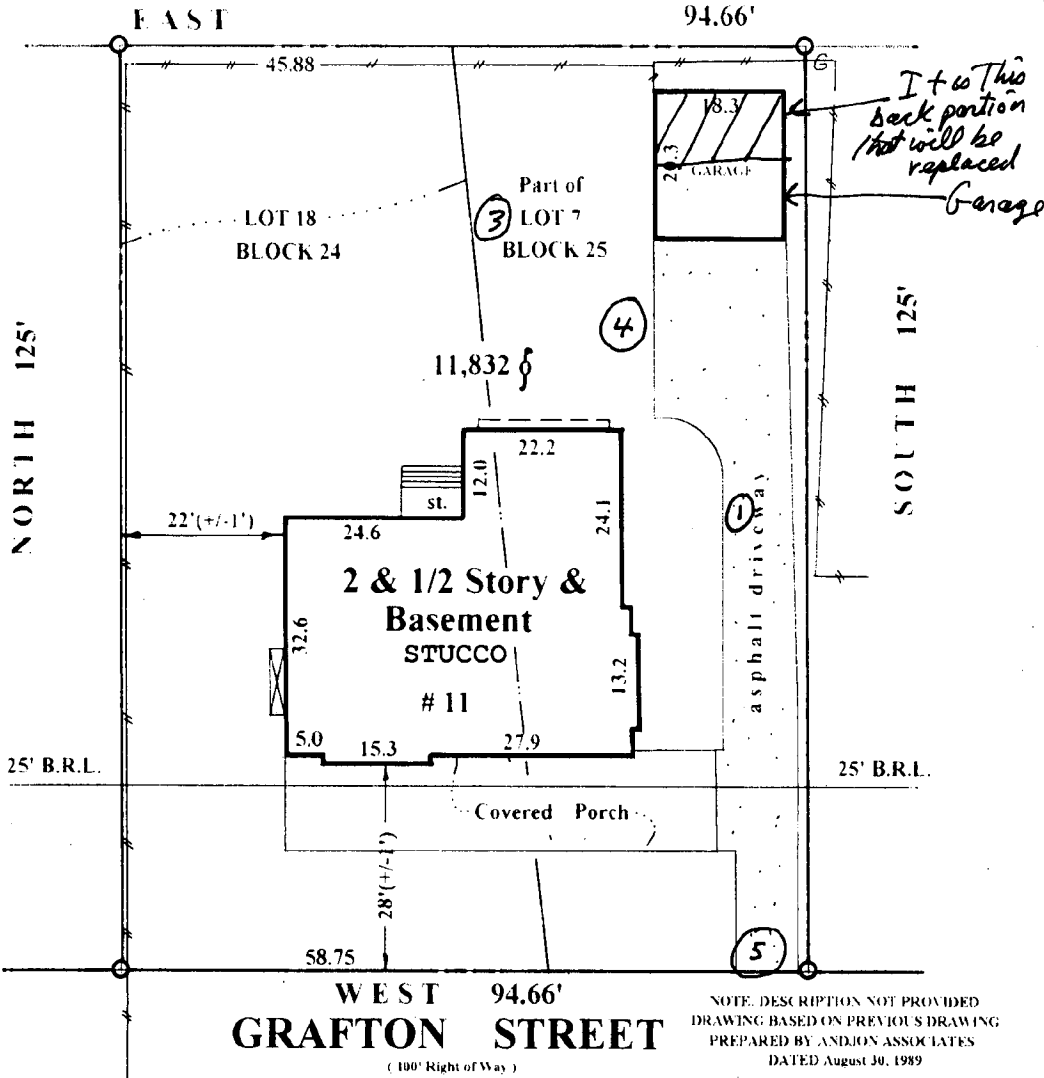 EAST 94.66'
45.88
G
It is This
back portion
that will be
replaced
18.3
20.3
GARAGE
Garage
Part of
LOT 7
BLOCK 25
LOT 18
BLOCK 24
3
4
NORTH 125'
SOUTH 125'
11,832
22.2
12.0
st.
24.1
1
asphalt driveway
22'(+/-1')
24.6
2 & 1/2 Story &
Basement
STUCCO
# 11
32.6
13.2
5.0
15.3
27.9
25' B.R.L.
25' B.R.L.
Covered Porch
28'(+/-1')
5
58.75
WEST 94.66'
GRAFTON STREET
( 100' Right of Way )
NOTE. DESCRIPTION NOT PROVIDED
DRAWING BASED ON PREVIOUS DRAWING
PREPARED BY ANDJON ASSOCIATES
DATED August 30, 1989